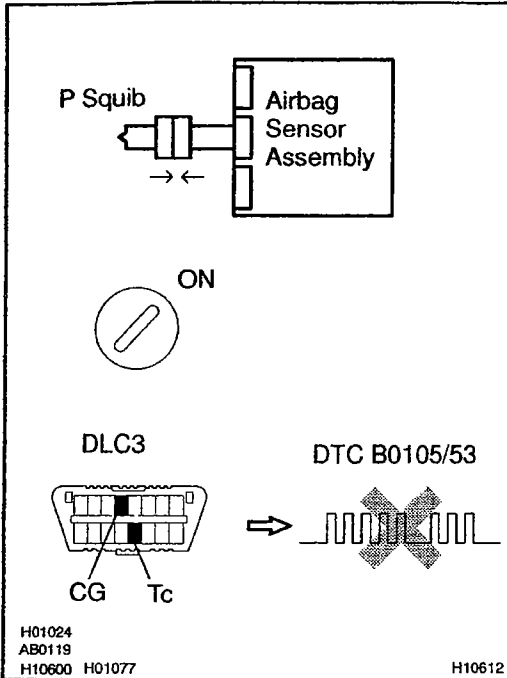 P Squib
Airbag
Sensor
Assembly
ON
DLC3
DTC B0105/53
CG
Tc
H01024
AB0119
H10600 H01077
H10612